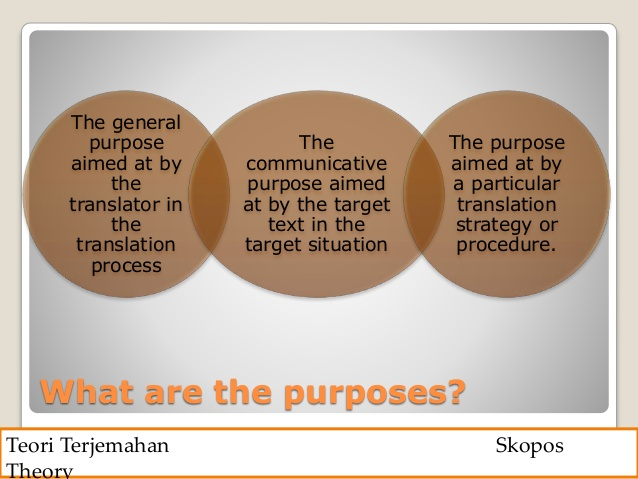 The general
purpose
aimed at by
the
translator in
the
translation
process
The
communicative
purpose aimed
at by the target
text in the
target situation
The purpose
aimed at by
a particular
translation
strategy or
procedure.
What are the purposes?
Teori Terjemahan Skopos
Theory